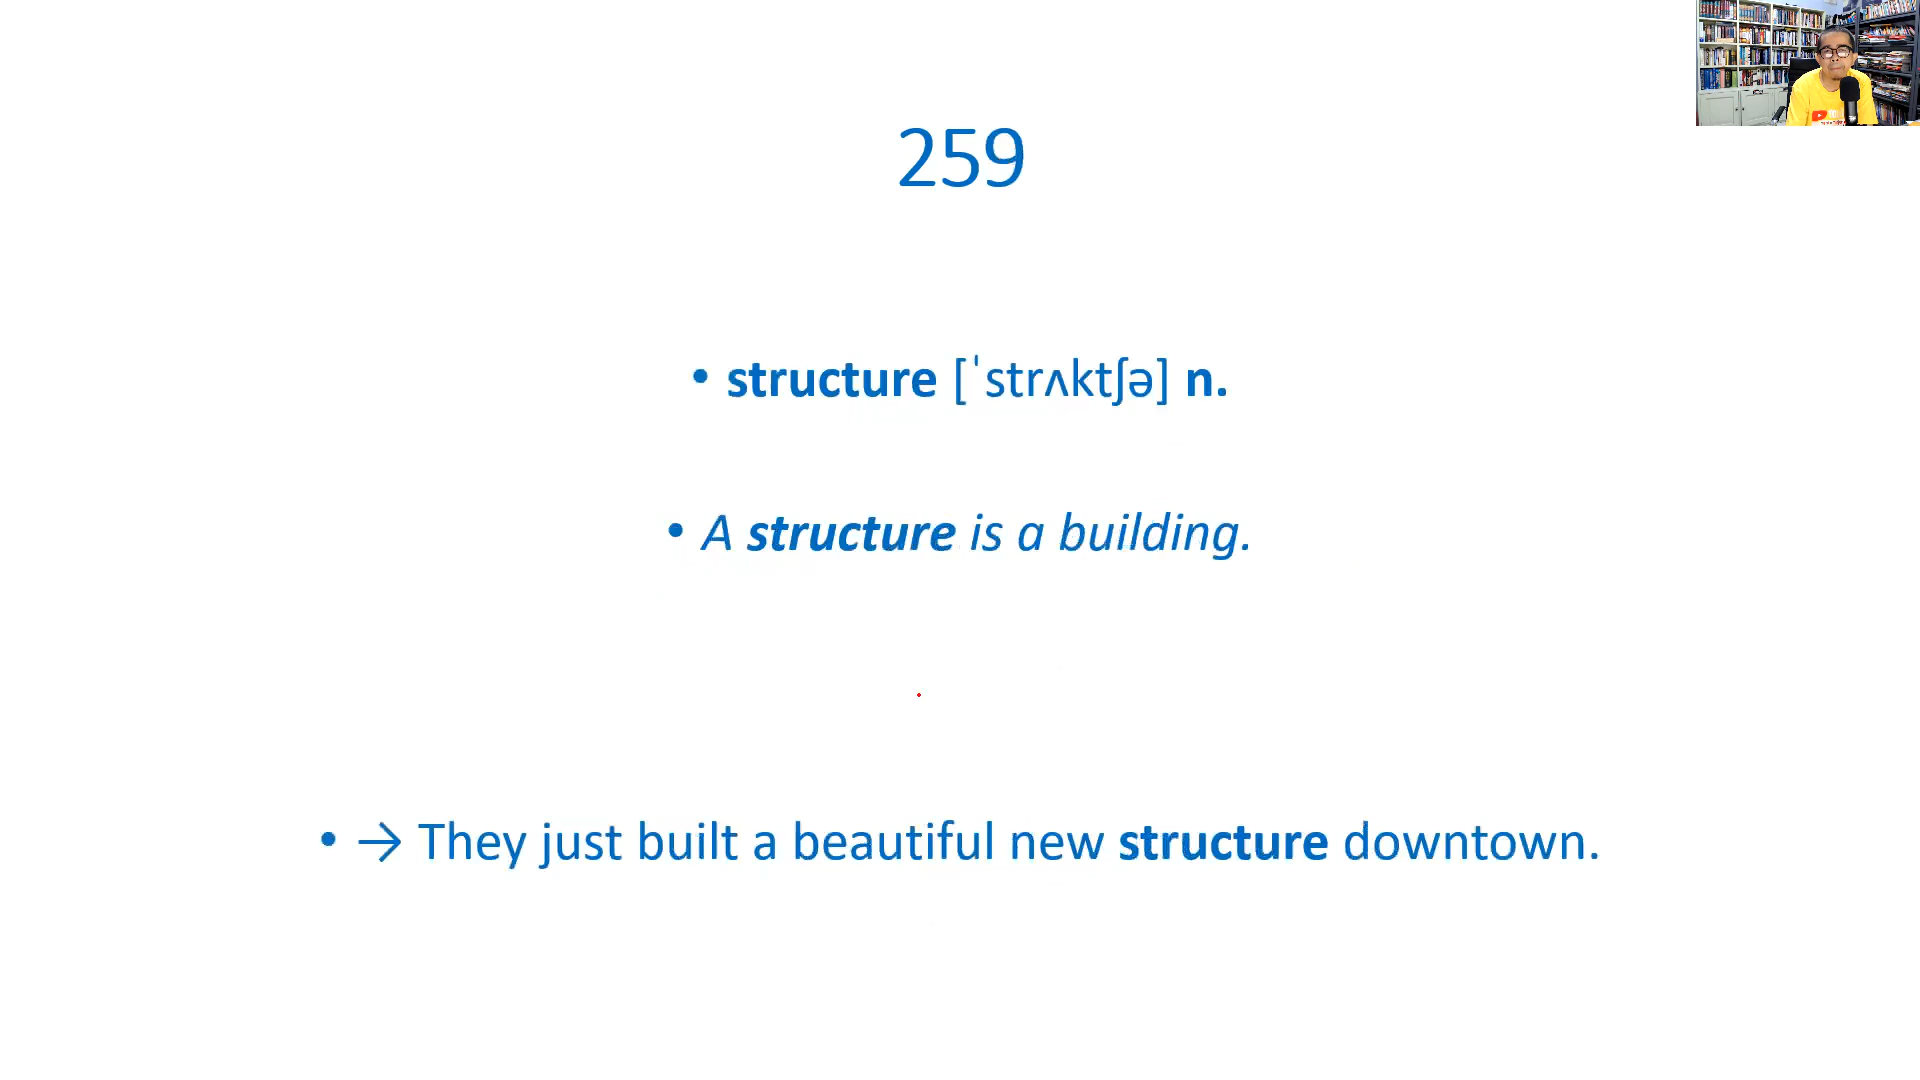 259
• structure [ˈstrʌktʃə] n.
• A structure is a building.
• → They just built a beautiful new structure downtown.